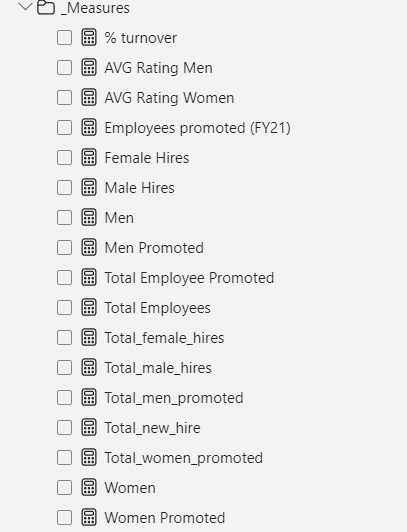 _Measures
% turnover
AVG Rating Men
AVG Rating Women
Employees promoted (FY21)
Female Hires
Male Hires
Men
Men Promoted
Total Employee Promoted
Total Employees
Total_female_hires
Total_male_hires
Total_men_promoted
Total_new_hire
Total_women_promoted
Women
Women Promoted